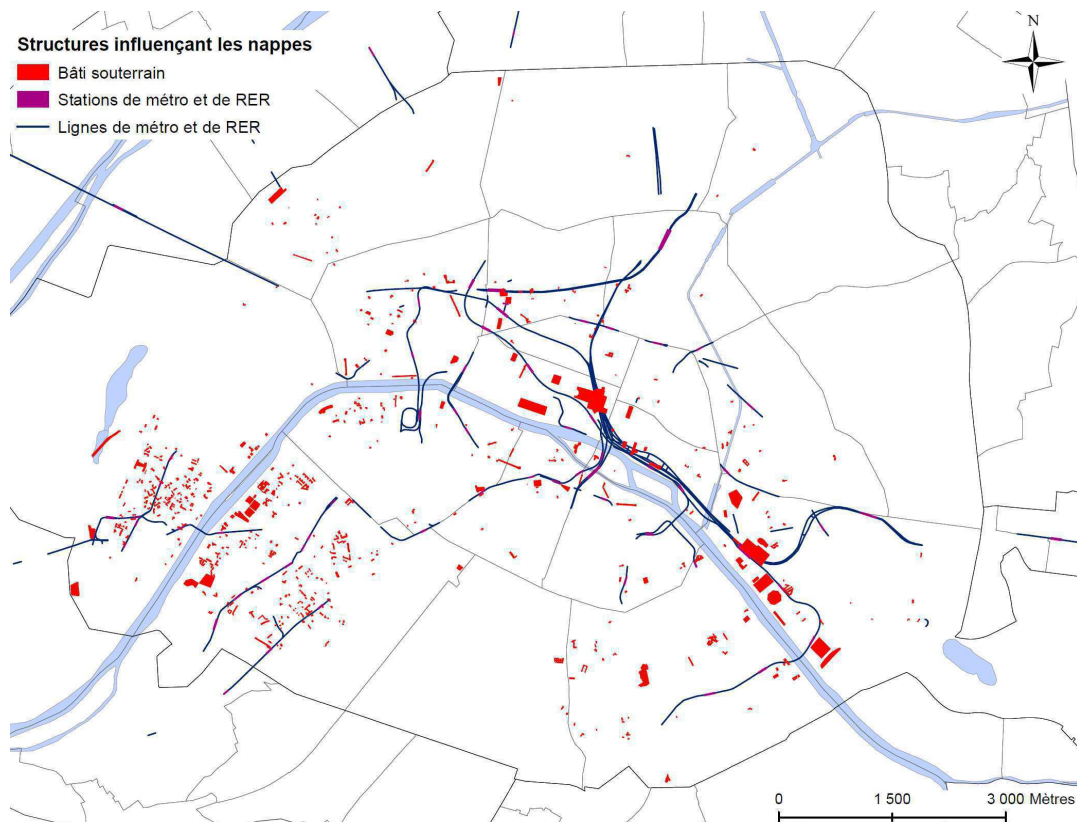 Structures influençant les nappes
Bâti souterrain
Stations de métro et de RER
Lignes de métro et de RER
N
0 1 500 3 000 Mètres